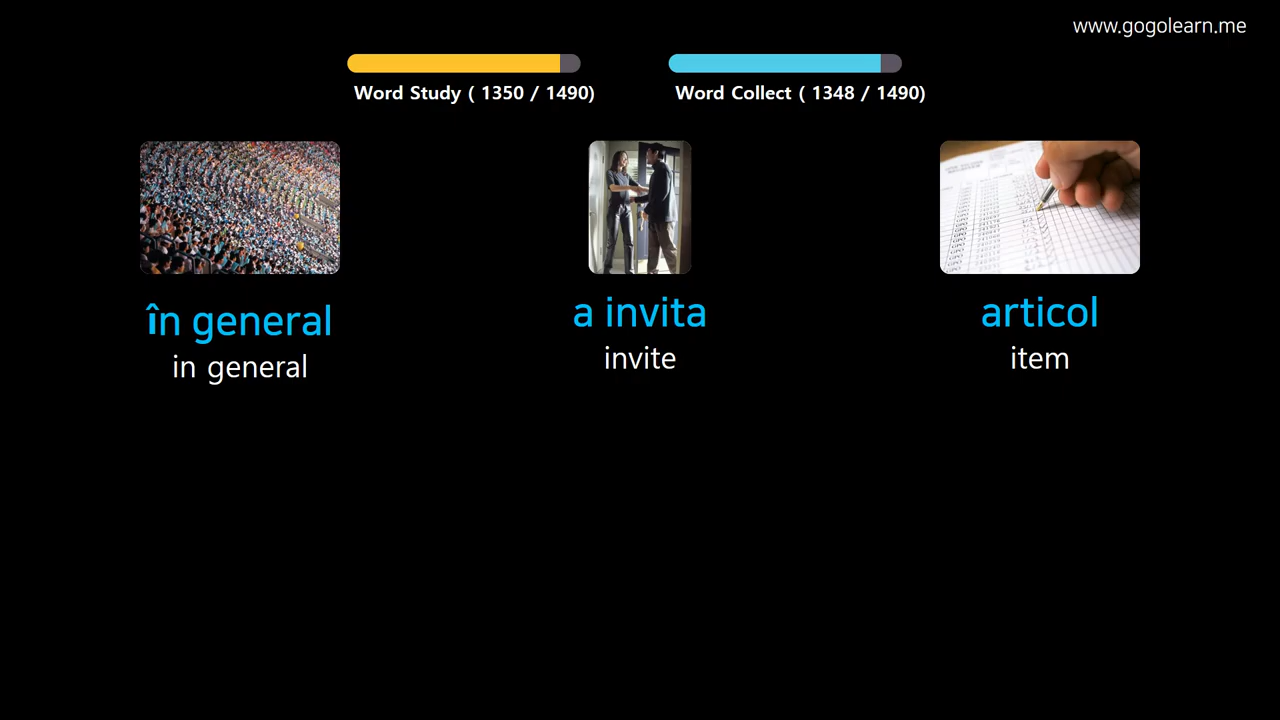 www.gogolearn.me
Word Study ( 1350 / 1490)
Word Collect ( 1348 / 1490)
în general
in general
a invita
invite
articol
item